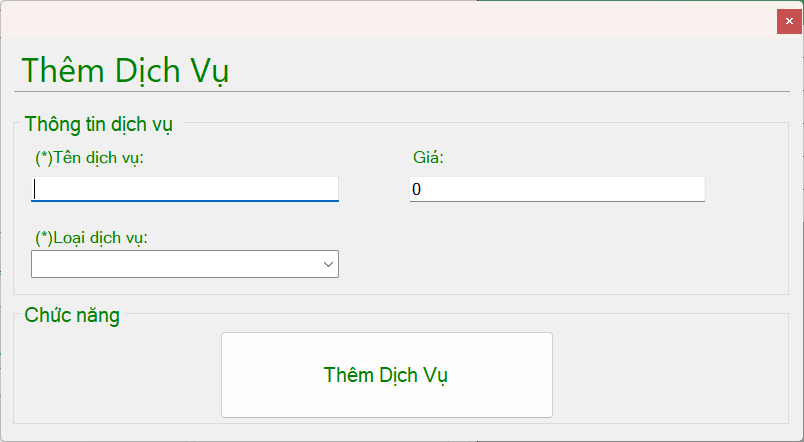 Thêm Dịch Vụ
Thông tin dịch vụ
(*)Tên dịch vụ:
Giá:
0
(*)Loại dịch vụ:
Chức năng
Thêm Dịch Vụ